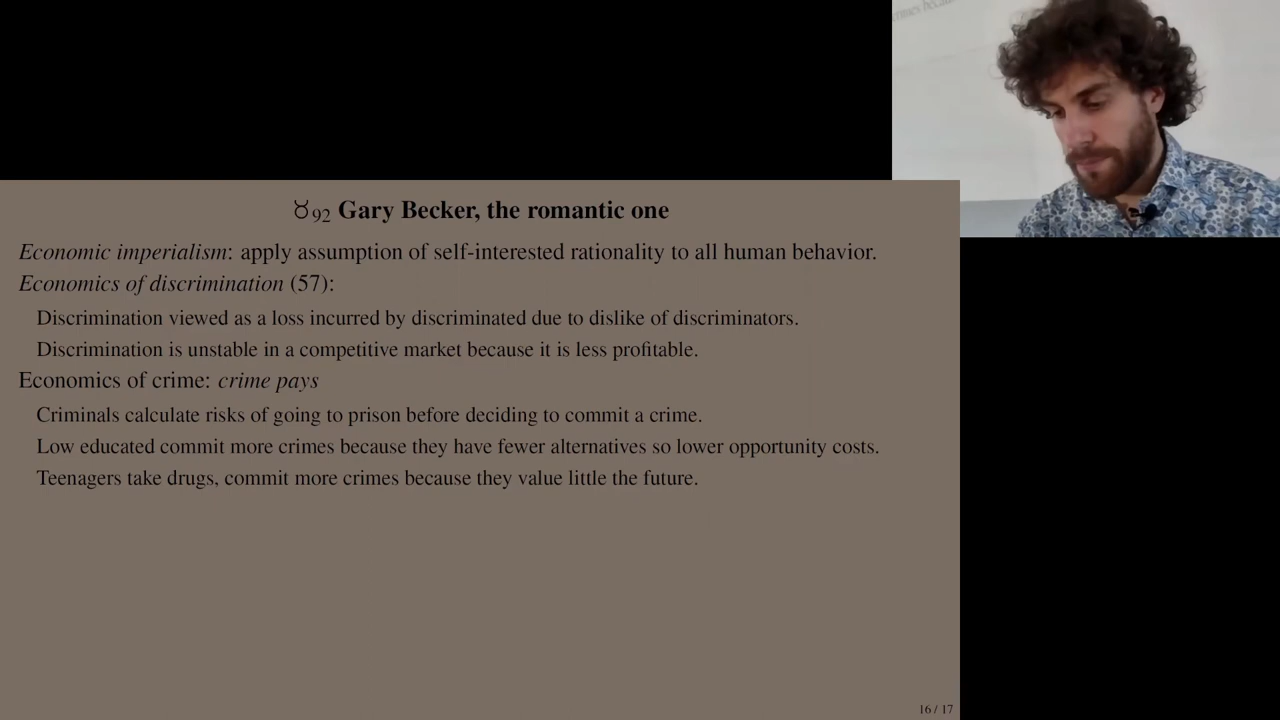 ♉92 Gary Becker, the romantic one
Economic imperialism: apply assumption of self-interested rationality to all human behavior.
Economics of discrimination (57):
Discrimination viewed as a loss incurred by discriminated due to dislike of discriminators.
Discrimination is unstable in a competitive market because it is less profitable.
Economics of crime: crime pays
Criminals calculate risks of going to prison before deciding to commit a crime.
Low educated commit more crimes because they have fewer alternatives so lower opportunity costs.
Teenagers take drugs, commit more crimes because they value little the future.
16 / 17